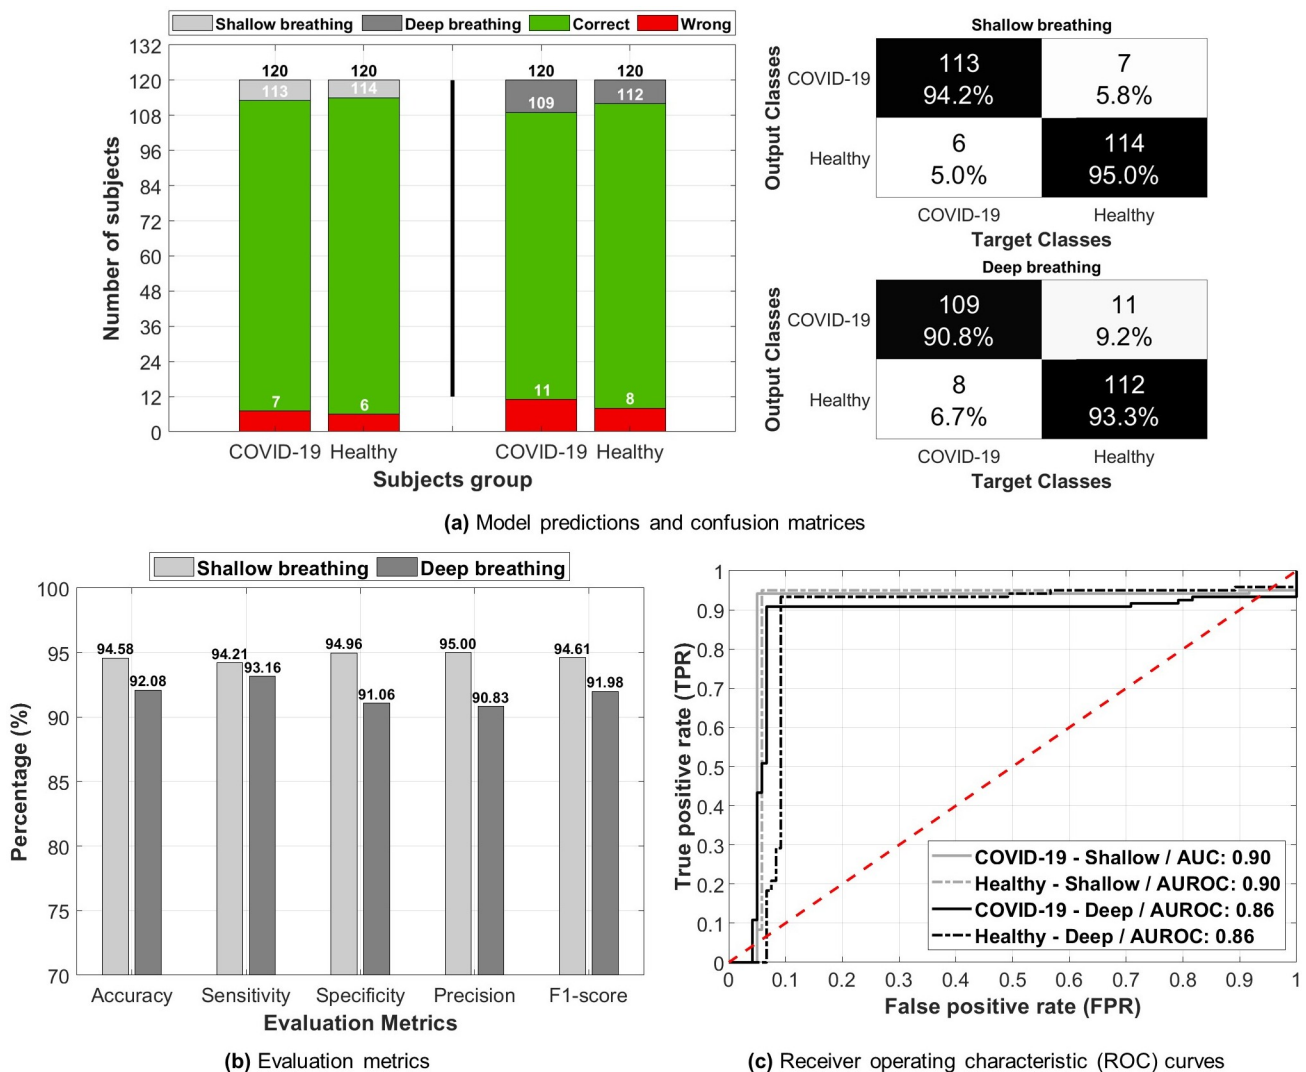 Shallow breathing Deep breathing Correct Wrong
132
120
108
96
84
72
60
48
36
24
12
0
Number of subjects
120 120 120 120
113 114 109 112
7 6 11 8
COVID-19 Healthy COVID-19 Healthy
Subjects group
Shallow breathing
Output Classes
COVID-19
113 7
94.2% 5.8%
Healthy
6 114
5.0% 95.0%
COVID-19 Healthy
Target Classes
Deep breathing
Output Classes
COVID-19
109 11
90.8% 9.2%
Healthy
8 112
6.7% 93.3%
COVID-19 Healthy
Target Classes
(a) Model predictions and confusion matrices
Shallow breathing Deep breathing
100
95
90
85
80
75
70
Percentage (%)
94.58 92.08 94.21 93.16 94.96 91.06 95.00 90.83 94.61 91.98
Accuracy Sensitivity Specificity Precision F1-score
Evaluation Metrics
(b) Evaluation metrics
1
0.9
0.8
0.7
0.6
0.5
0.4
0.3
0.2
0.1
0
True positive rate (TPR)
COVID-19 - Shallow / AUC: 0.90
Healthy - Shallow / AUROC: 0.90
COVID-19 - Deep / AUROC: 0.86
Healthy - Deep / AUROC: 0.86
0 0.1 0.2 0.3 0.4 0.5 0.6 0.7 0.8 0.9 1
False positive rate (FPR)
(c) Receiver operating characteristic (ROC) curves